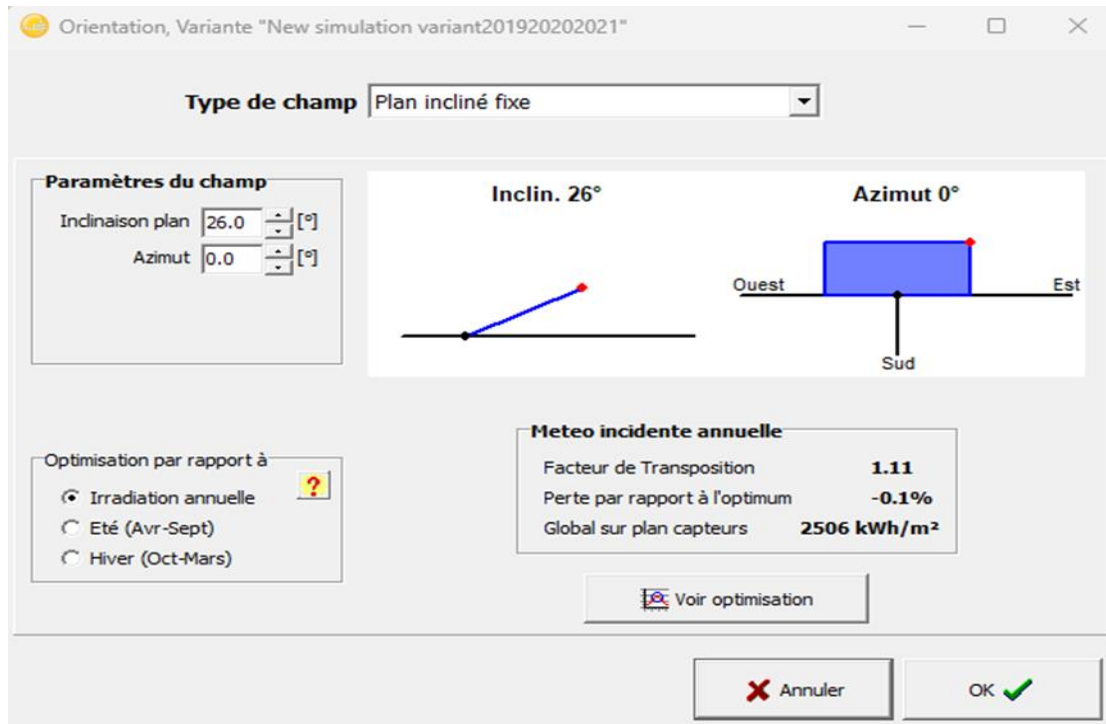 Orientation, Variante "New simulation variant201920202021"
Type de champ Plan incliné fixe
Paramètres du champ
Inclinaison plan 26.0 [°]
Azimut 0.0 [°]
Inclin. 26°
Azimut 0°
Ouest
Est
Sud
Optimisation par rapport à
?
Irradiation annuelle
Eté (Avr-Sept)
Hiver (Oct-Mars)
Meteo incidente annuelle
Facteur de Transposition 1.11
Perte par rapport à l'optimum -0.1%
Global sur plan capteurs 2506 kWh/m²
Voir optimisation
Annuler
OK